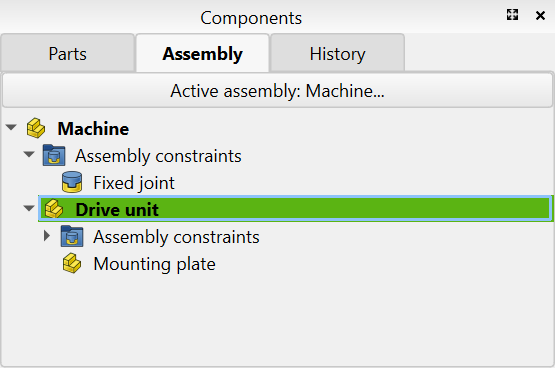 Components
Parts Assembly History
Active assembly: Machine...
Machine
Assembly constraints
Fixed joint
Drive unit
Assembly constraints
Mounting plate